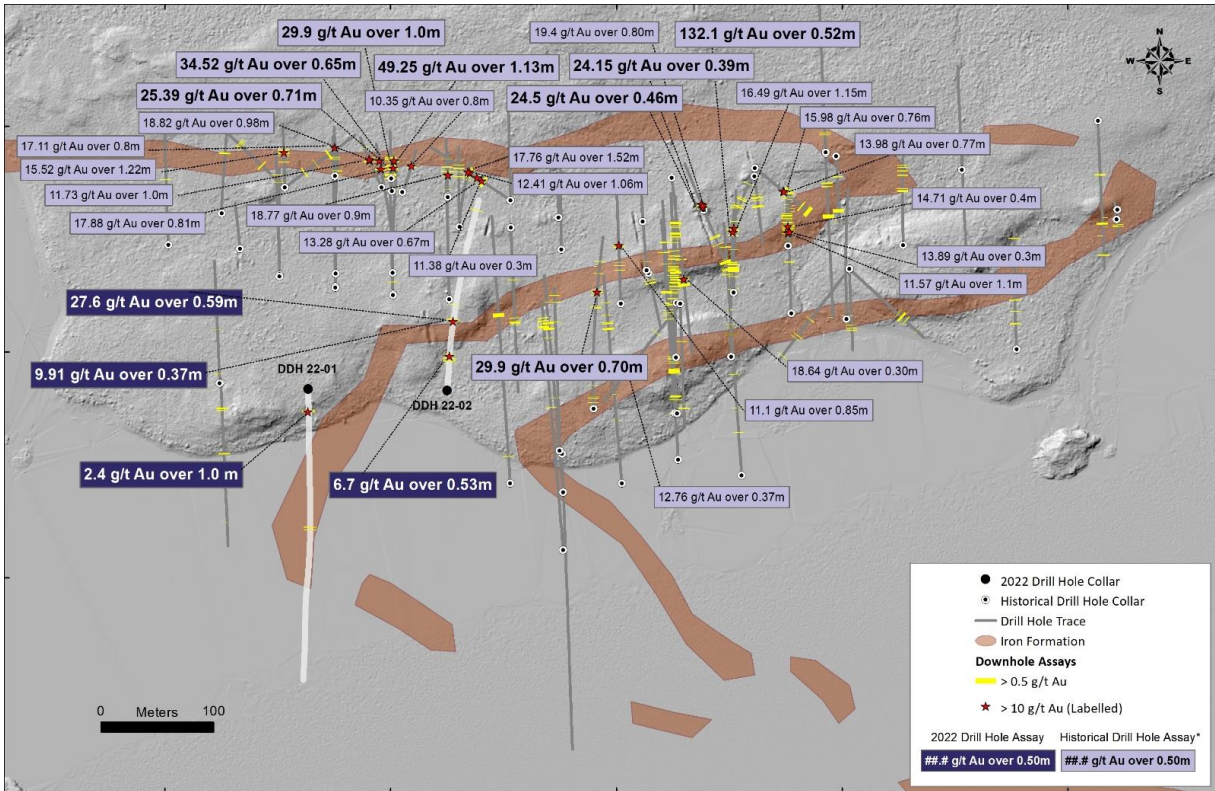 29.9 g/t Au over 1.0m
19.4 g/t Au over 0.80m
132.1 g/t Au over 0.52m
N
W E
S
34.52 g/t Au over 0.65m
49.25 g/t Au over 1.13m
24.15 g/t Au over 0.39m
25.39 g/t Au over 0.71m
10.35 g/t Au over 0.8m
24.5 g/t Au over 0.46m
16.49 g/t Au over 1.15m
18.82 g/t Au over 0.98m
15.98 g/t Au over 0.76m
17.11 g/t Au over 0.8m
13.98 g/t Au over 0.77m
15.52 g/t Au over 1.22m
17.76 g/t Au over 1.52m
11.73 g/t Au over 1.0m
12.41 g/t Au over 1.06m
14.71 g/t Au over 0.4m
17.88 g/t Au over 0.81m
18.77 g/t Au over 0.9m
13.28 g/t Au over 0.67m
13.89 g/t Au over 0.3m
11.38 g/t Au over 0.3m
11.57 g/t Au over 1.1m
27.6 g/t Au over 0.59m
9.91 g/t Au over 0.37m
DDH 22-01
29.9 g/t Au over 0.70m
18.64 g/t Au over 0.30m
DDH 22-02
11.1 g/t Au over 0.85m
2.4 g/t Au over 1.0 m
6.7 g/t Au over 0.53m
12.76 g/t Au over 0.37m
0 Meters 100
2022 Drill Hole Collar
Historical Drill Hole Collar
Drill Hole Trace
Iron Formation
Downhole Assays
> 0.5 g/t Au
> 10 g/t Au (Labelled)
2022 Drill Hole Assay Historical Drill Hole Assay*
##.# g/t Au over 0.50m ##.# g/t Au over 0.50m